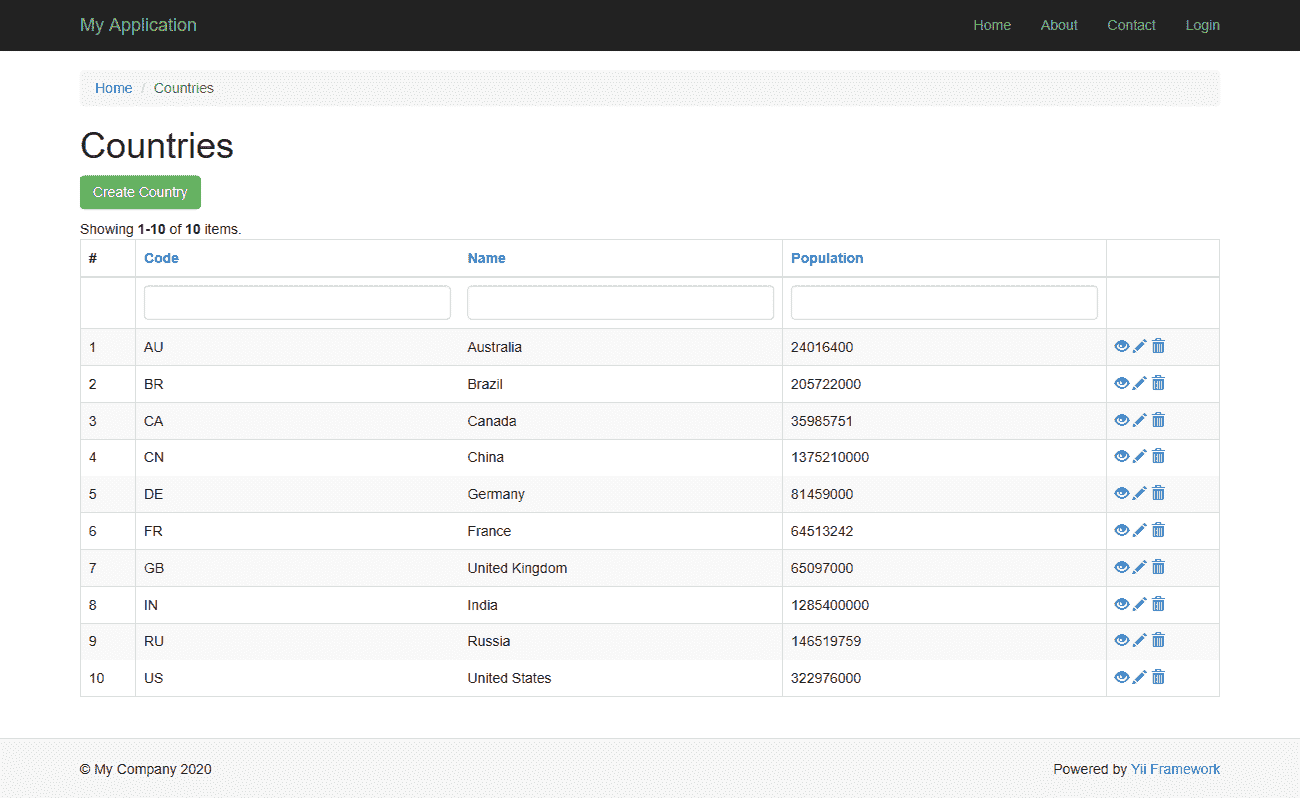 My Application Home About Contact Login
Home / Countries
Countries
Create Country
Showing 1-10 of 10 items.
# Code Name Population
1 AU Australia 24016400
2 BR Brazil 205722000
3 CA Canada 35985751
4 CN China 1375210000
5 DE Germany 81459000
6 FR France 64513242
7 GB United Kingdom 65097000
8 IN India 1285400000
9 RU Russia 146519759
10 US United States 322976000
© My Company 2020 Powered by Yii Framework